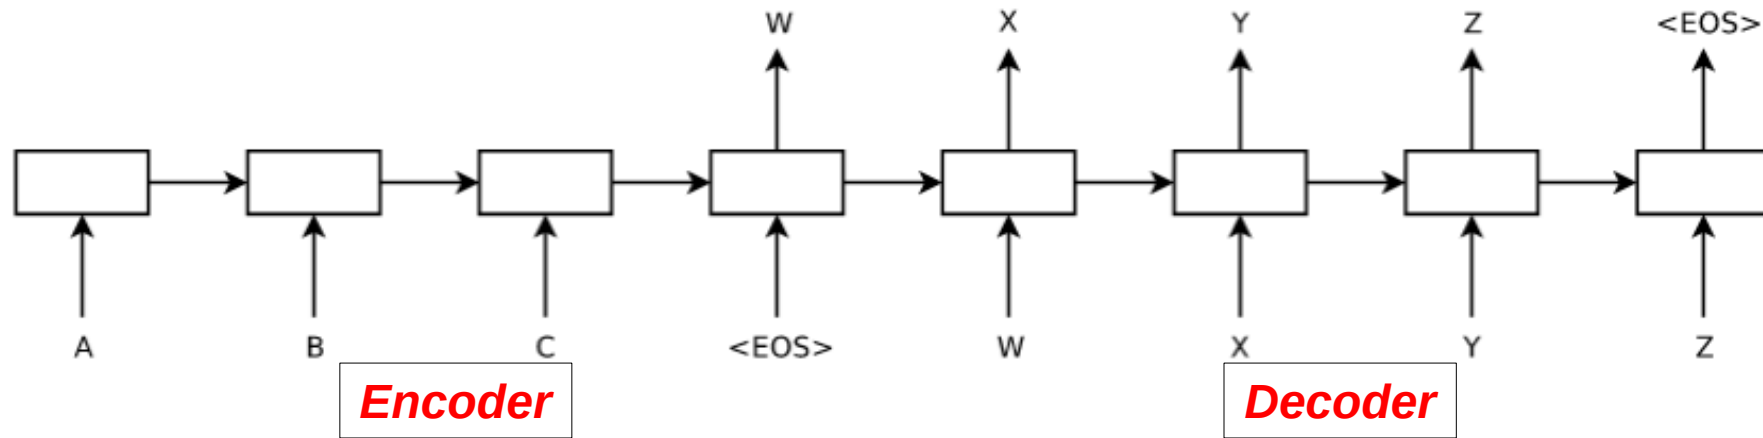 W X Y Z <EOS>
A B C <EOS> W X Y Z
Encoder Decoder